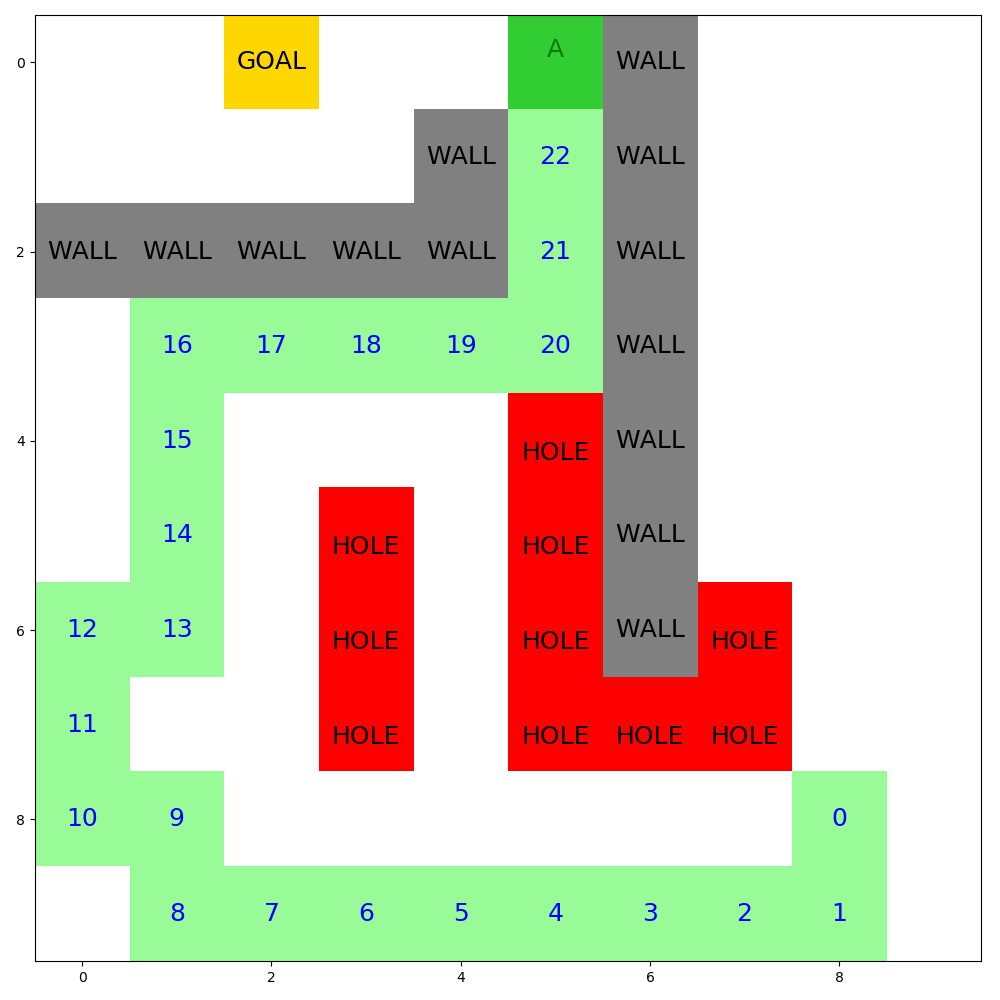 GOAL A WALL
0
WALL 22 WALL
WALL WALL WALL WALL WALL 21 WALL
2
16 17 18 19 20 WALL
15 HOLE WALL
4
14 HOLE HOLE WALL
12 13 HOLE HOLE WALL HOLE
6
11 HOLE HOLE HOLE HOLE
10 9 0
8
8 7 6 5 4 3 2 1
0 2 4 6 8